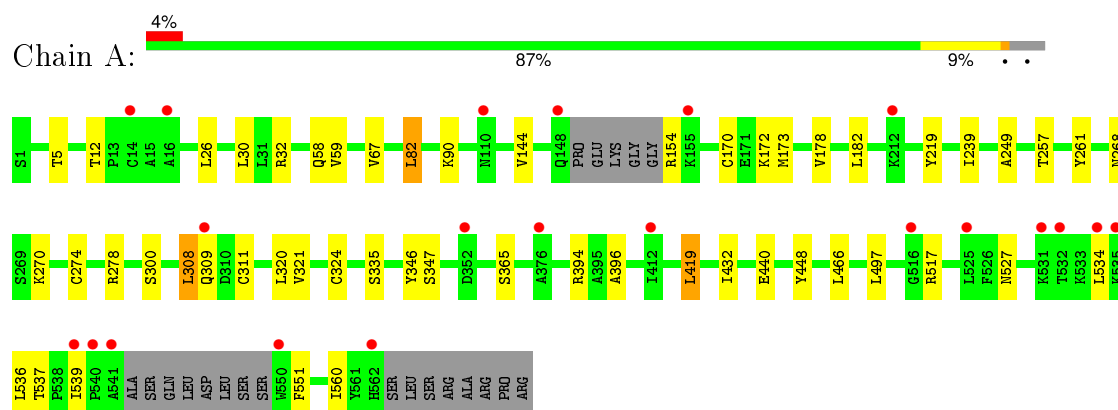 4%
Chain A:
87%
9%
S1 T5 T12 P13 C14 A15 A16 L26 L30 L31 R32 Q58 V59 V67 L82 K90 N110 V144 Q148 PRO GLU LYS GLY GLY R154 K155 G170 E171 K172 M173 V178 L182 K212 Y219 L239 A249 T257 Y261 N268
S269 K270 C274 R278 S300 L308 Q309 D310 C311 L320 V321 C324 S335 Y346 S347 D352 S365 A376 R394 A395 A396 I412 L419 I432 E440 Y448 L466 L497 G516 R517 L525 F526 N527 K531 T532 K533 L534 K535
L536 T537 P538 I539 P540 A541 ALA SER GLN LEU ASP LEU SER SER W550 F551 I560 Y561 H562 SER LEU SER ARG ALA ARG PRO ARG